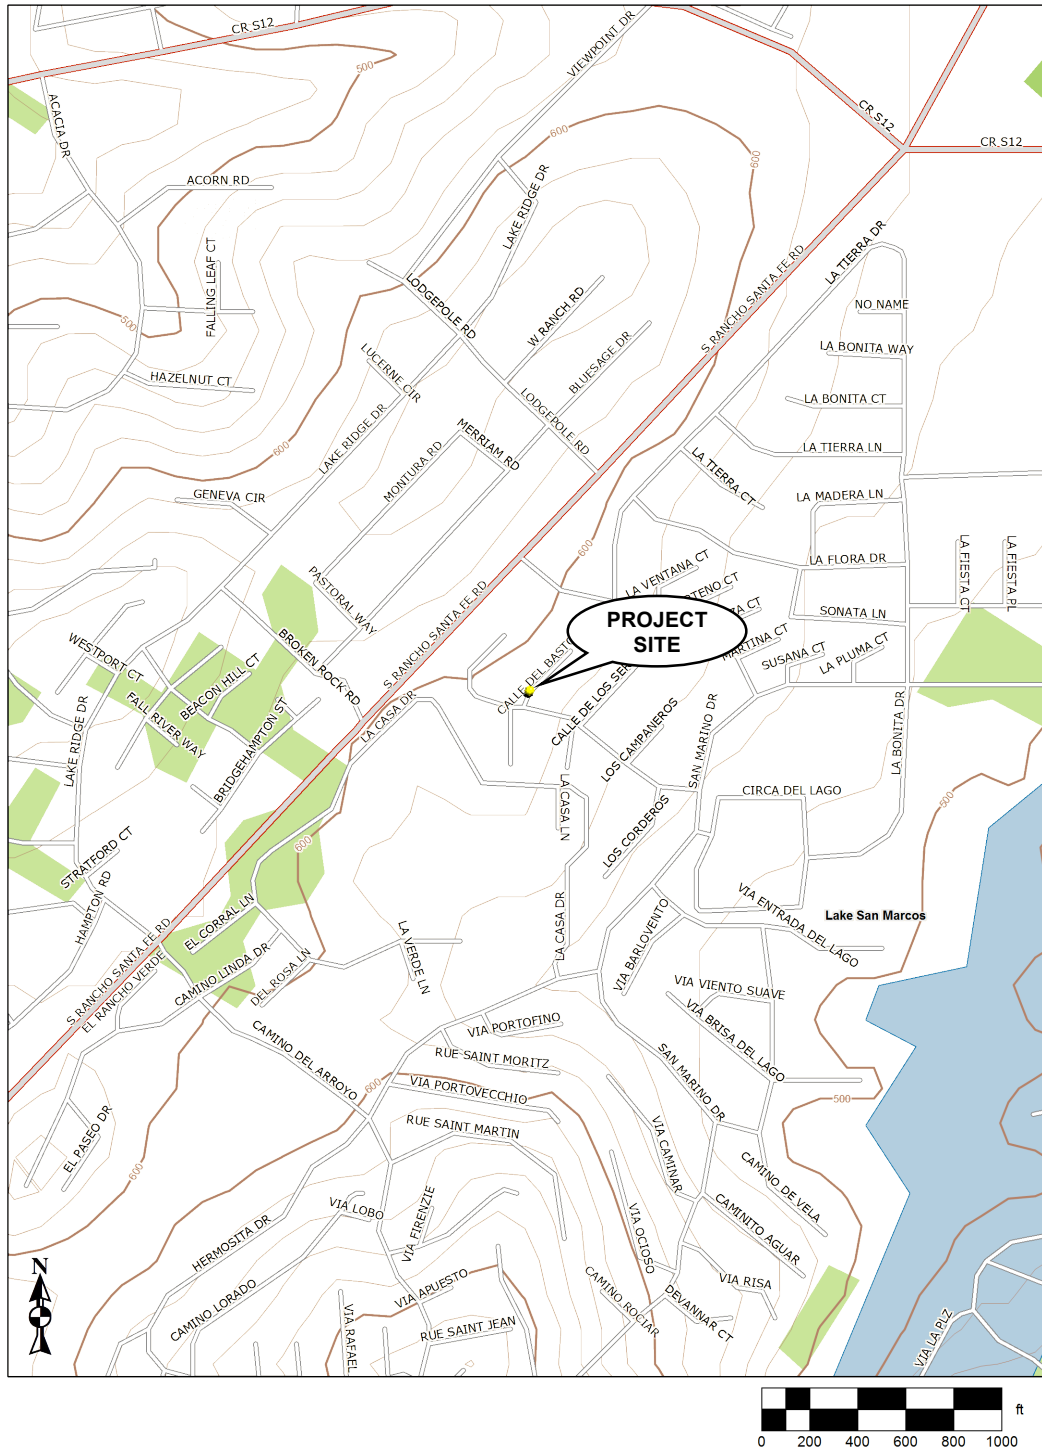 CR S12
VIEWPOINT DR
500
ACACIA DR
CR S12
CR S12
600
600
ACORN RD
LAKE RIDGE DR
FALLING LEAF CT
LA TIERRA DR
S RANCHO SANTA FE RD
LODGEPOLE RD
W RANCH RD
NO NAME
500
BLUESAGE DR
LA BONITA WAY
LUCERNE CIR
HAZELNUT CT
LODGEPOLE RD
LA BONITA CT
LAKE RIDGE DR
MERRIAM RD
600
MONTURA RD
LA TIERRA LN
LA TIERRA CT
GENEVA CIR
LA MADERA LN
600
LA FLORA DR
LA FIESTA CT
LA FIESTA PL
LA VENTANA CT
PASTORAL WAY
S RANCHO SANTA FE RD
SONATA LN
PROJECT
SITE
WESTPORT CT
BROKEN ROCK RD
MARTINA CT
SUSANA CT
LA PLUMA CT
BEACON HILL CT
CALLE DEL BASTO
CALLE DE LOS SER
FALL RIVER WAY
LA CASA DR
LAKE RIDGE DR
BRIDGEHAMPTON ST
LOS CAMPANEROS
SAN MARINO DR
LA BONITA DR
LA CASA LN
CIRCA DEL LAGO
500
LOS CORDEROS
600
STRATFORD CT
HAMPTON RD
EL CORRAL LN
LA CASA DR
VIA ENTRADA DEL LAGO
Lake San Marcos
VIA BARLOVENTO
LA VERDE LN
S RANCHO SANTA FE RD
EL RANCHO VERDE
CAMINO LINDA DR
DEL ROSA LN
VIA VIENTO SUAVE
VIA BRISA DEL LAGO
VIA PORTOFINO
CAMINO DEL ARROYO
RUE SAINT MORITZ
SAN MARINO DR
600
VIA PORTOVECCHIO
500
EL PASEO DR
RUE SAINT MARTIN
VIA CAMINAR
600
CAMINO DE VELA
VIA LOBO
VIA FIRENZIE
VIA OCIOSO
CAMINITO AGUAR
HERMOSITA DR
N
VIA RISA
CAMINO LORADO
VIA APUESTO
CAMINO ROCIAR
DEVANNAR CT
VIA RAFAEL
RUE SAINT JEAN
VIA LA PLZ
ft
0 200 400 600 800 1000